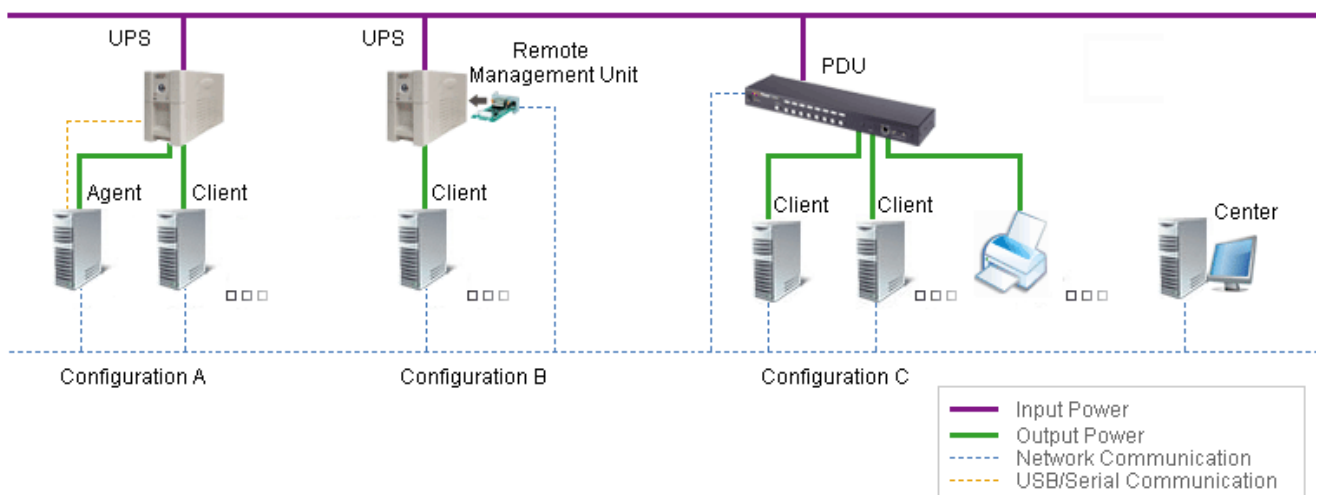 UPS
UPS
Remote
Management Unit
PDU
Agent
Client
Client
Client
Client
Center
Configuration A
Configuration B
Configuration C
Input Power
Output Power
Network Communication
USB/Serial Communication